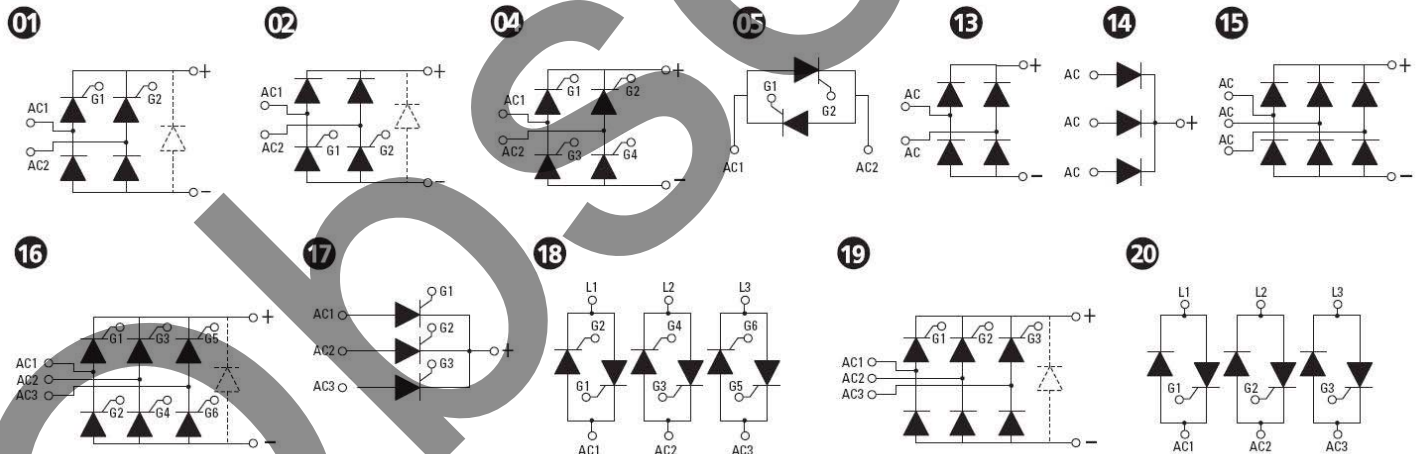 01
02
04
05
13
14
15
AC1
AC2
G1
G2
+
−
AC1
AC2
G1
G2
+
−
AC1
AC2
G1
G2
G3
G4
+
−
G1
G2
AC1
AC2
AC
AC
+
−
AC
AC
AC
+
AC
AC
AC
+
−
16
17
18
19
20
AC1
AC2
AC3
G1
G3
G5
G2
G4
G6
+
−
AC1
AC2
AC3
G1
G2
G3
+
L1
L2
L3
G2
G4
G6
G1
G3
G5
AC1
AC2
AC3
AC1
AC2
AC3
G1
G2
G3
+
−
L1
L2
L3
G1
G2
G3
AC1
AC2
AC3